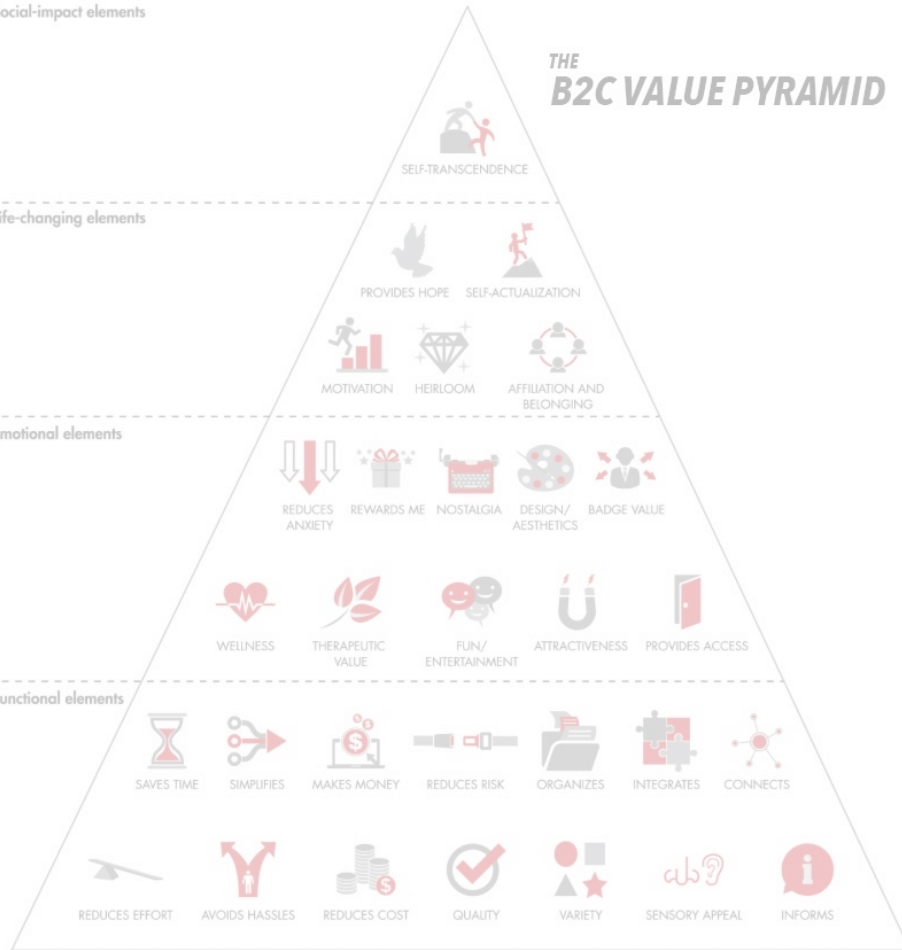 ocial-impact elements
THE
B2C VALUE PYRAMID
SELF-TRANSCENDENCE
ife-changing elements
PROVIDES HOPE SELF-ACTUALIZATION
MOTIVATION HEIRLOOM AFFILIATION AND
BELONGING
motional elements
REDUCES REWARDS ME NOSTALGIA DESIGN/ BADGE VALUE
ANXIETY AESTHETICS
WELLNESS THERAPEUTIC FUN/ ATTRACTIVENESS PROVIDES ACCESS
VALUE ENTERTAINMENT
unctional elements
SAVES TIME SIMPLIFIES MAKES MONEY REDUCES RISK ORGANIZES INTEGRATES CONNECTS
REDUCES EFFORT AVOIDS HASSLES REDUCES COST QUALITY VARIETY SENSORY APPEAL INFORMS